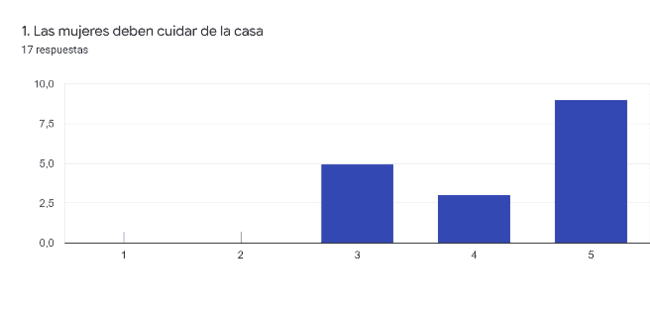 1. Las mujeres deben cuidar de la casa
17 respuestas
10,0
7,5
5,0
2,5
0,0
1 2 3 4 5